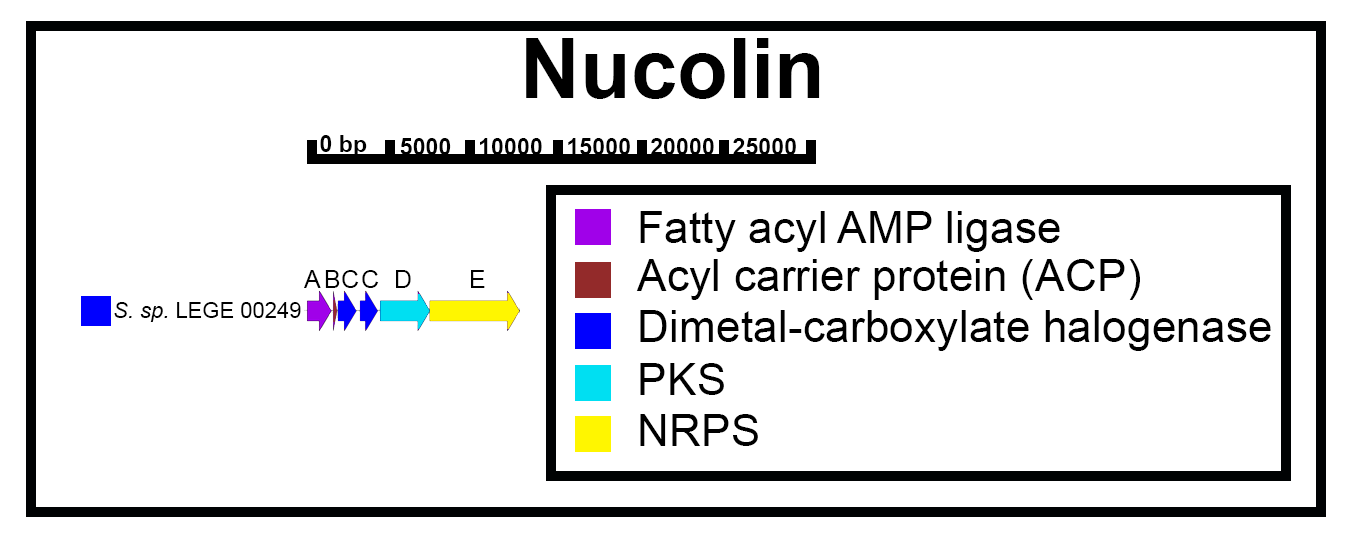 Nucolin
0 bp 5000 10000 15000 20000 25000
Fatty acyl AMP ligase
Acyl carrier protein (ACP)
A B C C D E
S. sp. LEGE 00249
Dimetal-carboxylate halogenase
PKS
NRPS